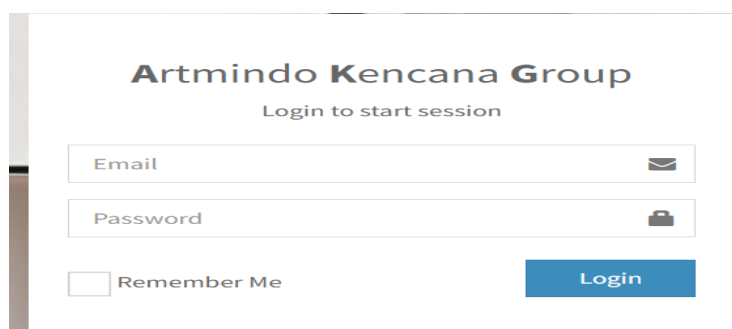 Artmindo Kencana Group
Login to start session
Email
Password
Remember Me
Login